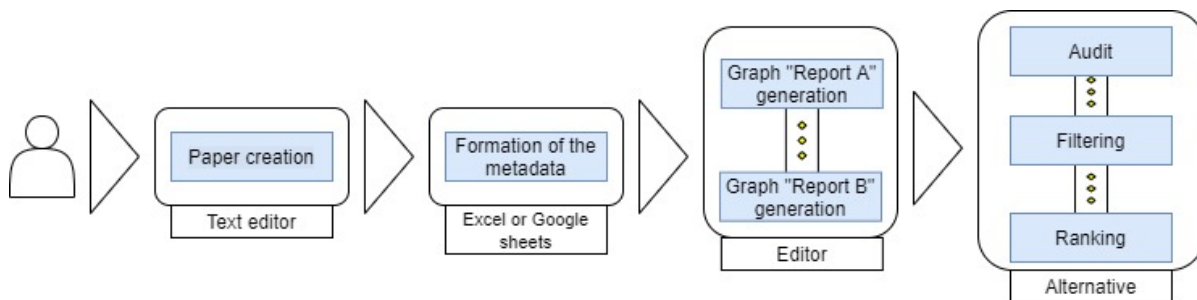 Paper creation
Text editor
Formation of the
metadata
Excel or Google
sheets
Graph "Report A"
generation
Graph "Report B"
generation
Editor
Audit
Filtering
Ranking
Alternative